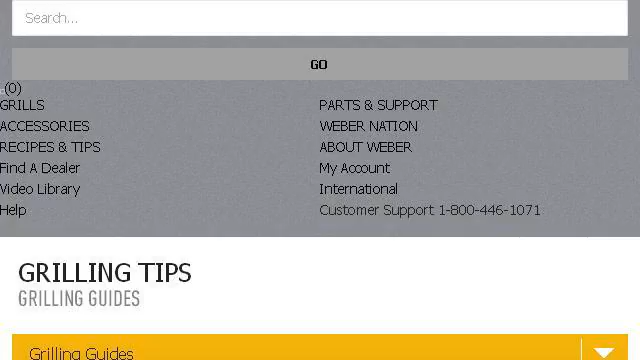 Search...
GO
(0)
GRILLS
ACCESSORIES
RECIPES & TIPS
Find A Dealer
Video Library
Help
PARTS & SUPPORT
WEBER NATION
ABOUT WEBER
My Account
International
Customer Support 1-800-446-1071
GRILLING TIPS
GRILLING GUIDES
Grilling Guides